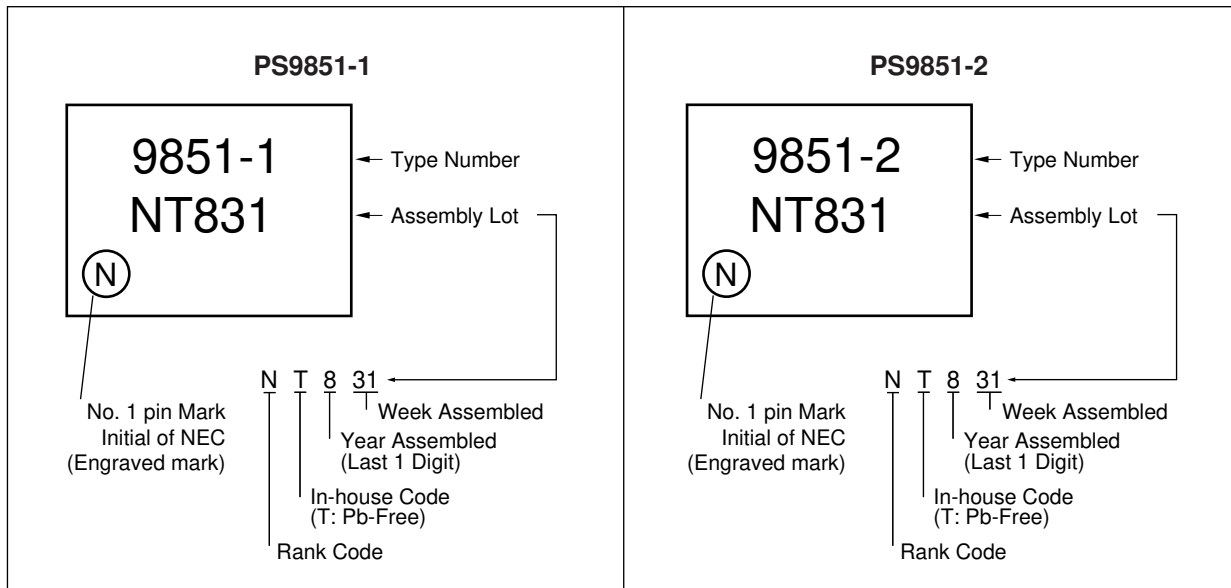 PS9851-1
9851-1
Type Number
NT831
Assembly Lot
N
N T 8 31
No. 1 pin Mark
Initial of NEC
(Engraved mark)
Week Assembled
Year Assembled
(Last 1 Digit)
In-house Code
(T: Pb-Free)
Rank Code
PS9851-2
9851-2
Type Number
NT831
Assembly Lot
N
N T 8 31
No. 1 pin Mark
Initial of NEC
(Engraved mark)
Week Assembled
Year Assembled
(Last 1 Digit)
In-house Code
(T: Pb-Free)
Rank Code